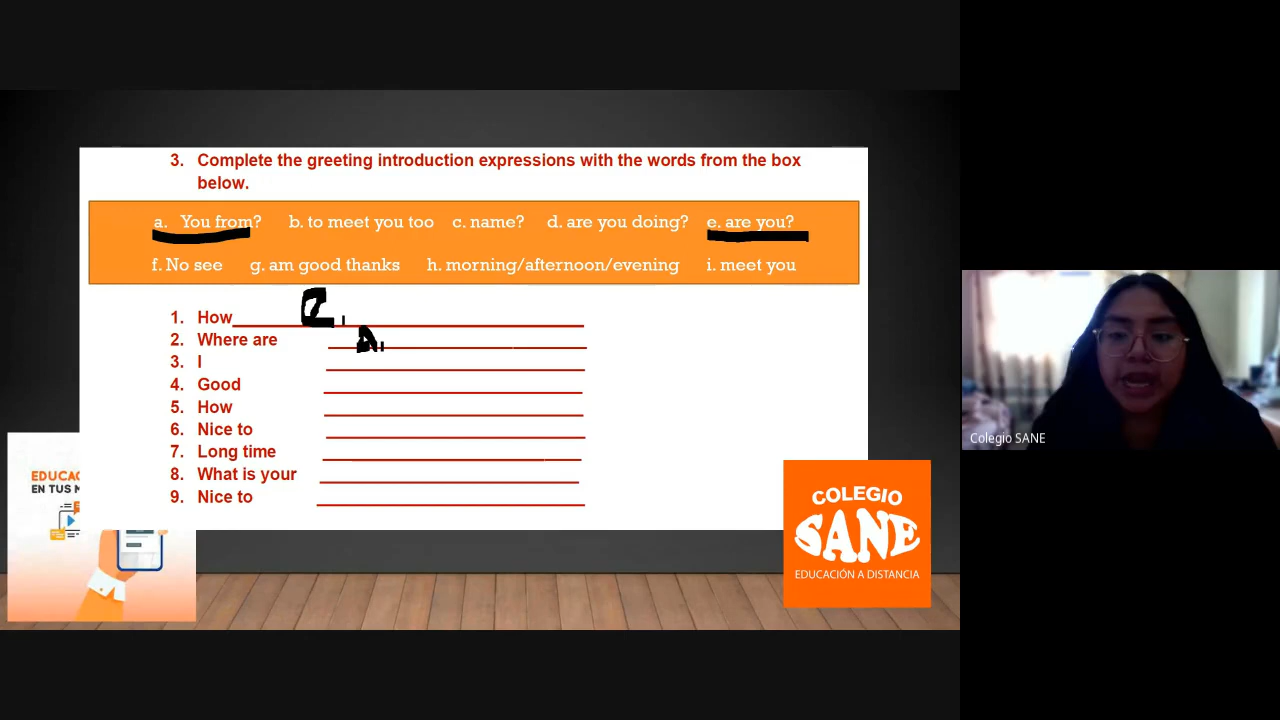 3. Complete the greeting introduction expressions with the words from the box
below.
a. You from? b. to meet you too c. name? d. are you doing? e. are you?
f. No see g. am good thanks h. morning/afternoon/evening i. meet you
1. How e.
2. Where are a.
3. I
4. Good
5. How
6. Nice to
7. Long time
8. What is your
9. Nice to
EDUCAC
EN TUS M
COLEGIO
SANE
EDUCACIÓN A DISTANCIA
Colegio SANE